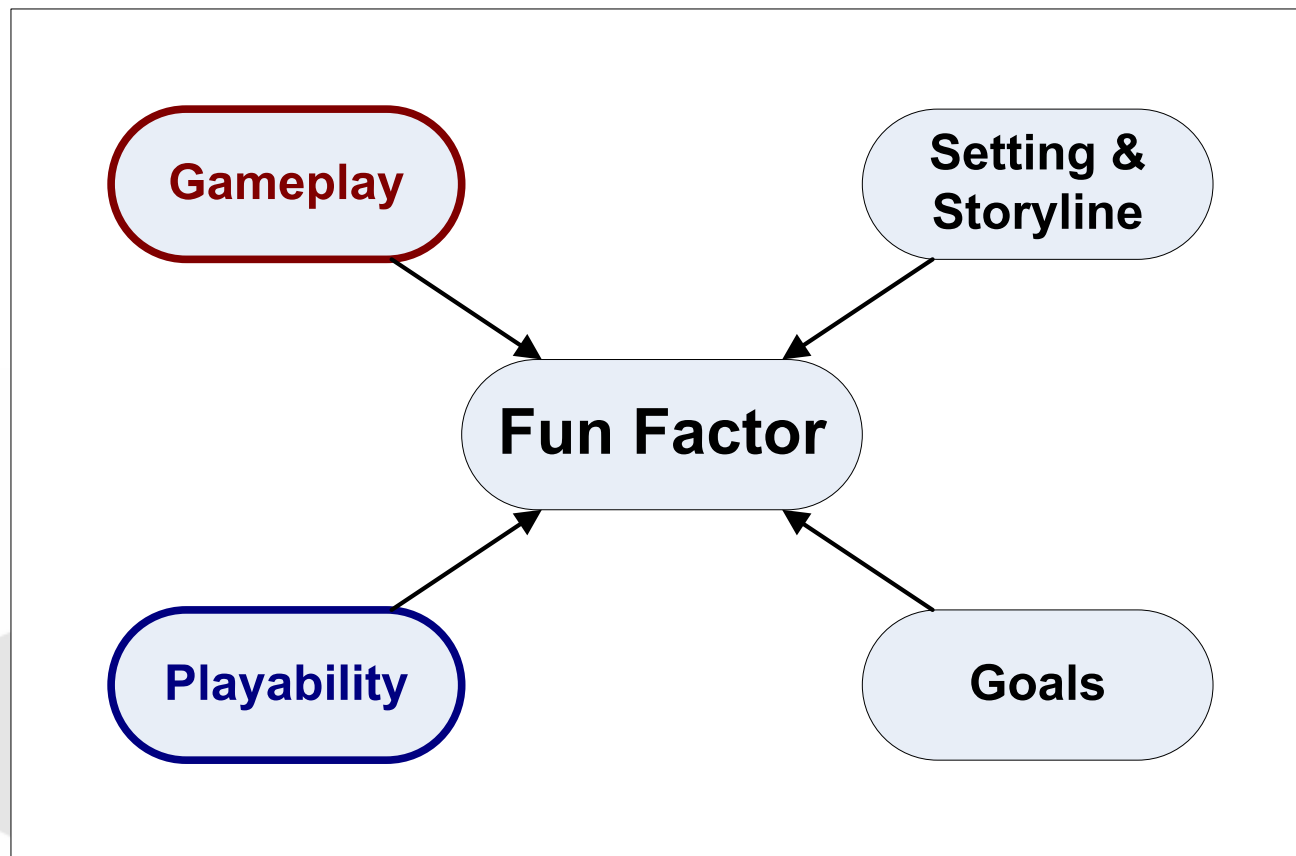 Gameplay
Setting &
Storyline
Fun Factor
Playability
Goals